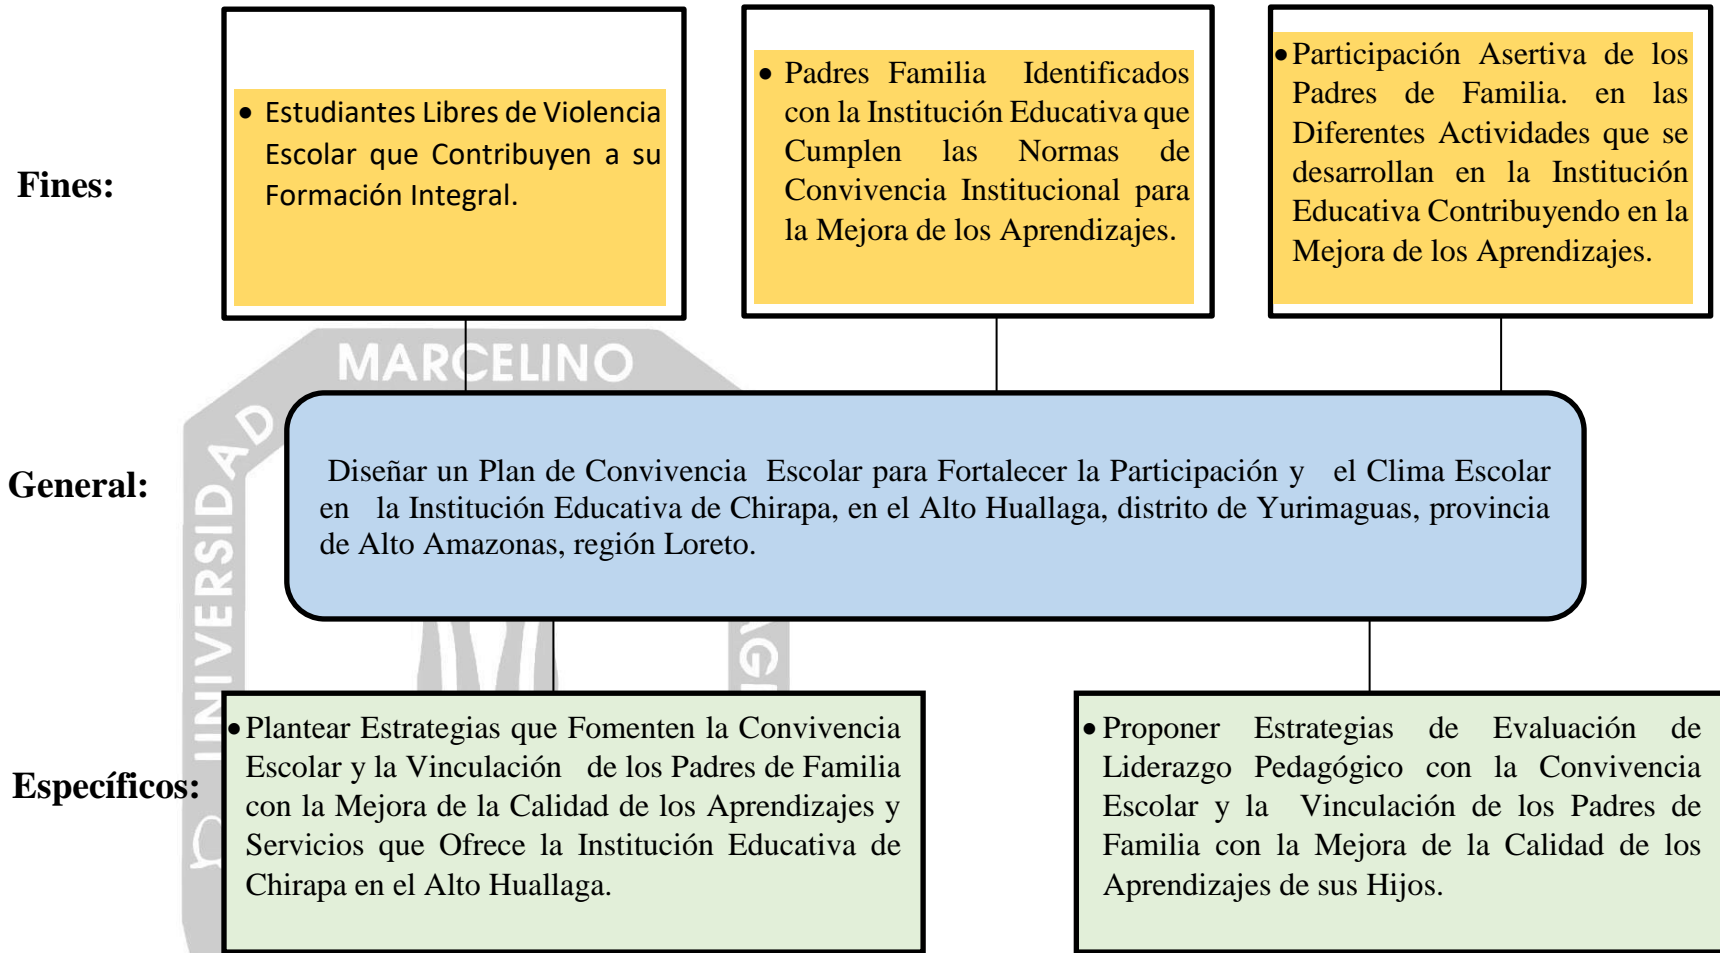 Fines:
• Estudiantes Libres de Violencia
Escolar que Contribuyen a su
Formación Integral.
• Padres Familia Identificados
con la Institución Educativa que
Cumplen las Normas de
Convivencia Institucional para
la Mejora de los Aprendizajes.
• Participación Asertiva de los
Padres de Familia. en las
Diferentes Actividades que se
desarrollan en la Institución
Educativa Contribuyendo en la
Mejora de los Aprendizajes.
MARCELINO
UNIVERSIDAD
General:
Diseñar un Plan de Convivencia Escolar para Fortalecer la Participación y el Clima Escolar
en la Institución Educativa de Chirapa, en el Alto Huallaga, distrito de Yurimaguas, provincia
de Alto Amazonas, región Loreto.
Específicos:
• Plantear Estrategias que Fomenten la Convivencia
Escolar y la Vinculación de los Padres de Familia
con la Mejora de la Calidad de los Aprendizajes y
Servicios que Ofrece la Institución Educativa de
Chirapa en el Alto Huallaga.
• Proponer Estrategias de Evaluación de
Liderazgo Pedagógico con la Convivencia
Escolar y la Vinculación de los Padres de
Familia con la Mejora de la Calidad de los
Aprendizajes de sus Hijos.